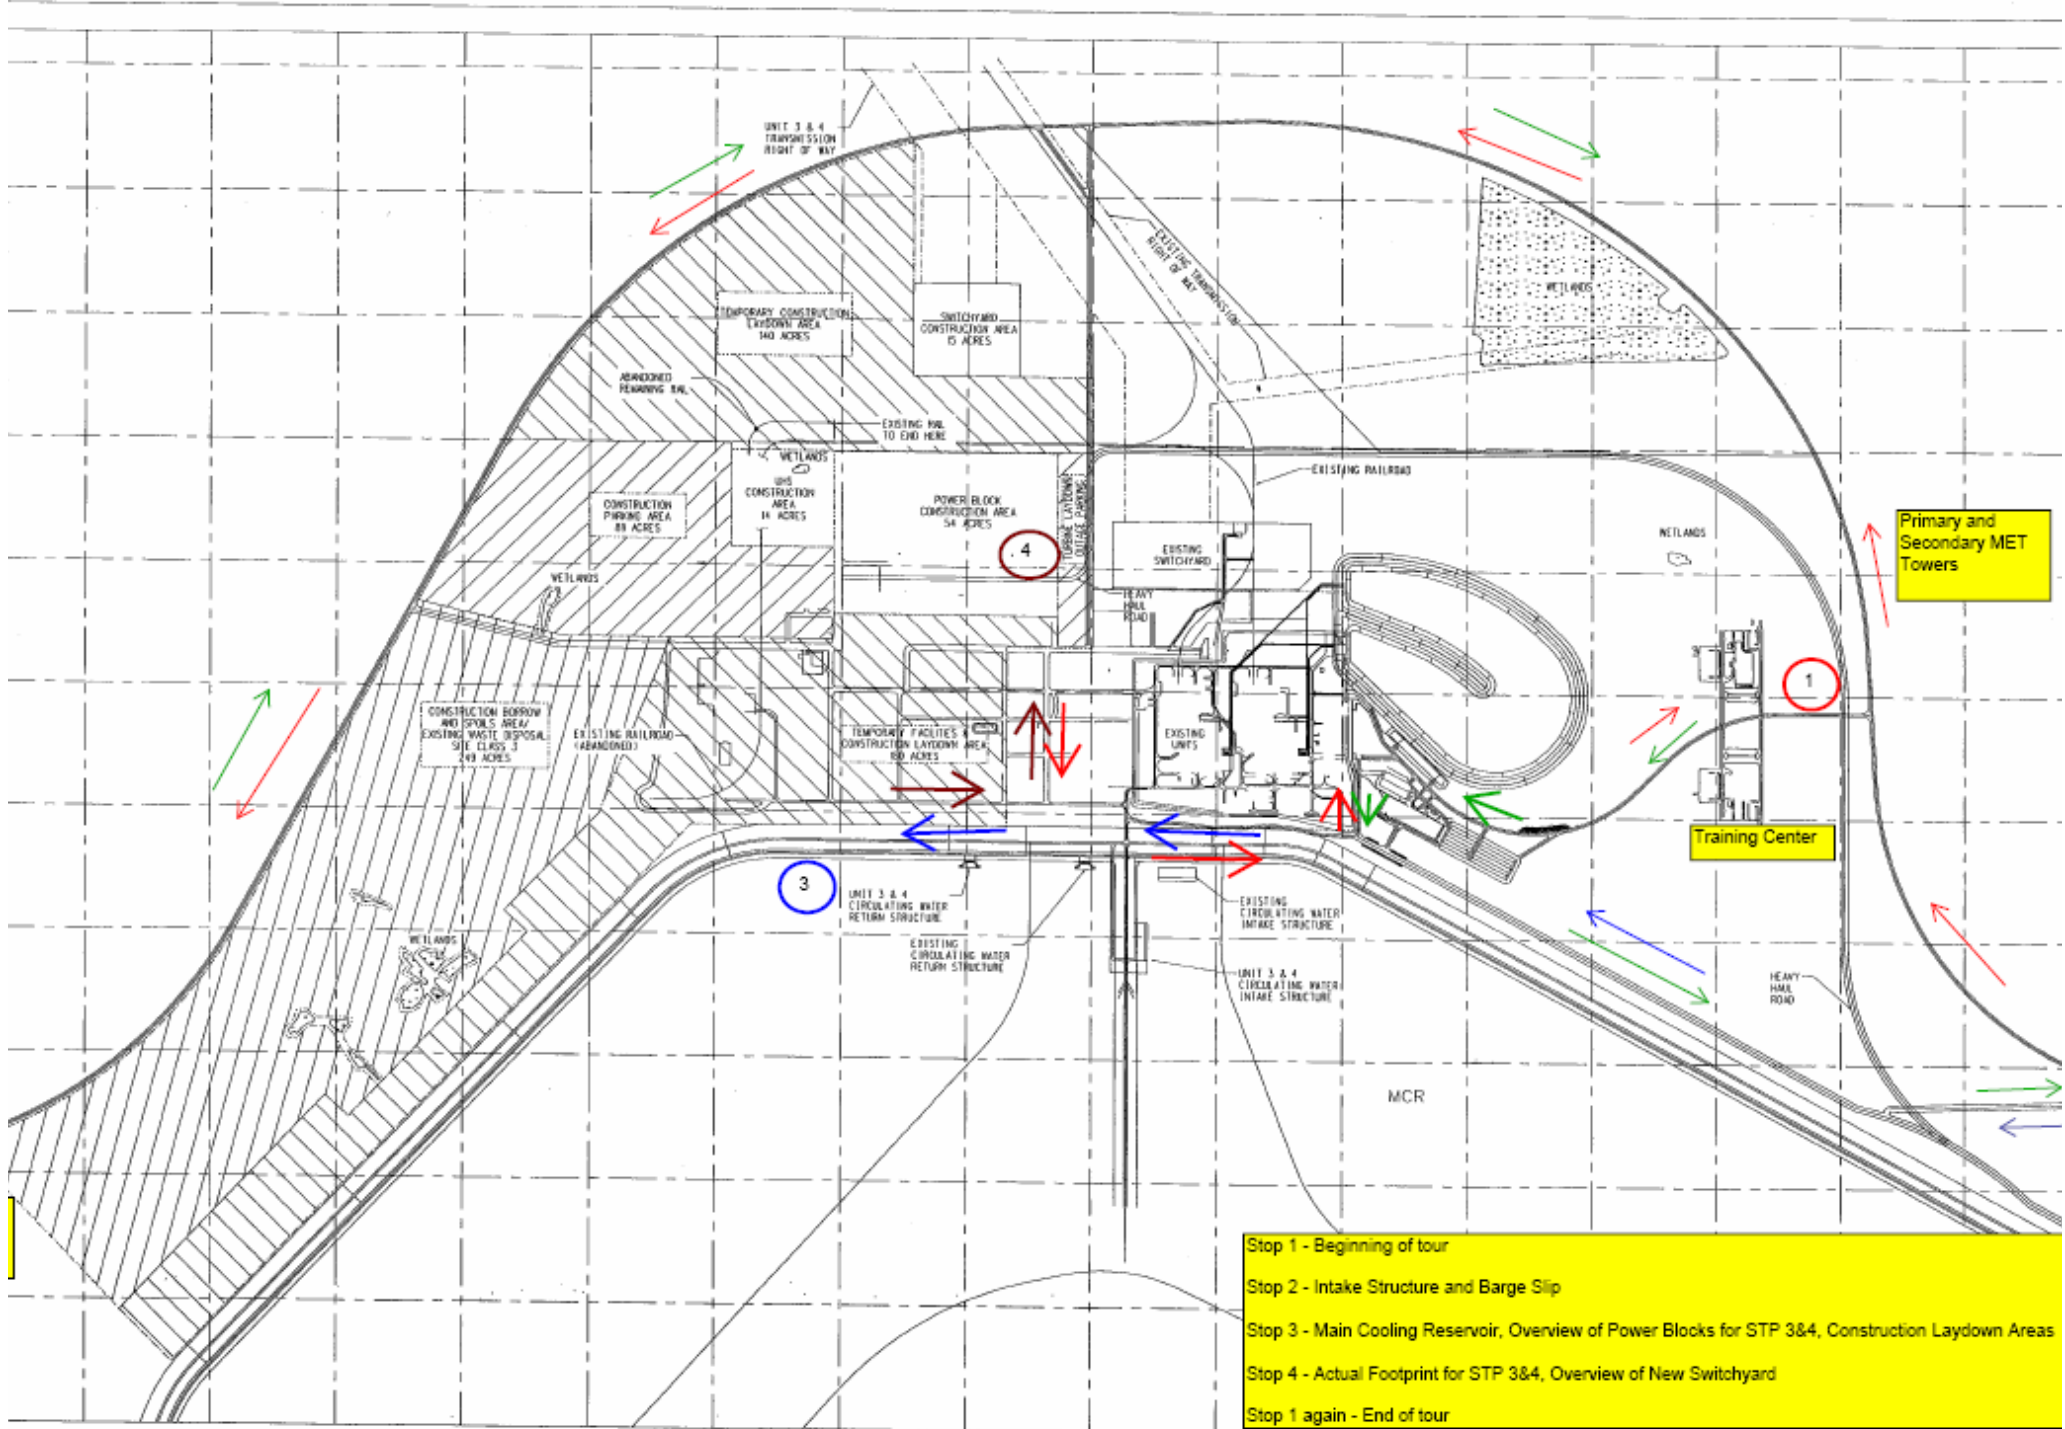 UNIT 3 & 4
TRANSMISSION
RIGHT OF WAY
EXISTING TRANSMISSION
RIGHT OF WAY
WETLANDS
TEMPORARY CONSTRUCTION
LAYDOWN AREA
140 ACRES
SWITCHYARD
CONSTRUCTION AREA
15 ACRES
ABANDONED
REMAINING RAIL
EXISTING RAIL
TO END HERE
WETLANDS
UHS
CONSTRUCTION
AREA
14 ACRES
POWER BLOCK
CONSTRUCTION AREA
54 ACRES
4
TURBINE LAYDOWN/
OUTAGE PARKING
EXISTING RAILROAD
CONSTRUCTION
PARKING AREA
EXISTING
SWITCHYARD
WETLANDS
Primary and
Secondary MET
Towers
WETLANDS
HEAVY
HAUL
ROAD
1
CONSTRUCTION BORROW
AND SPOILS AREA/
EXISTING WASTE DISPOSAL
SITE CLASS 3
249 ACRES
EXISTING RAILROAD
(ABANDONED)
TEMPORARY FACILITIES
CONSTRUCTION LAYDOWN AREA
ACRES
EXISTING
UNITS
Training Center
3
UNIT 3 & 4
CIRCULATING WATER
RETURN STRUCTURE
EXISTING
CIRCULATING WATER
INTAKE STRUCTURE
WETLANDS
EXISTING
CIRCULATING WATER
RETURN STRUCTURE
UNIT 3 & 4
CIRCULATING WATER
INTAKE STRUCTURE
HEAVY
HAUL
ROAD
MCR
Stop 1 - Beginning of tour
Stop 2 - Intake Structure and Barge Slip
Stop 3 - Main Cooling Reservoir, Overview of Power Blocks for STP 3&4, Construction Laydown Areas
Stop 4 - Actual Footprint for STP 3&4, Overview of New Switchyard
Stop 1 again - End of tour